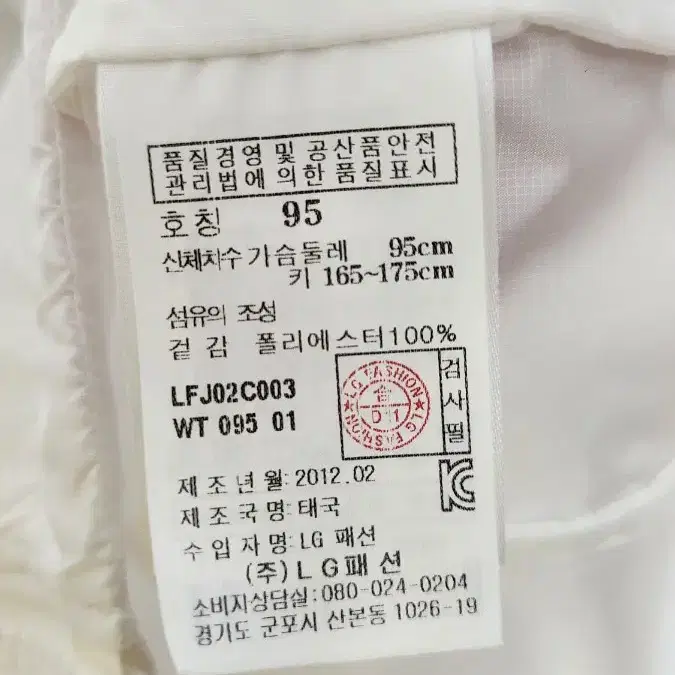 품질경영 및 공산품안전
관리법에 의한 품질표시
호칭 95
신체치수 가슴둘레 95cm
키 165~175cm
섬유의 조성
겉감 폴리에스터100%
LFJ02C003
WT 095 01
LG FASHION
合
D 11
LG FASHION
검사필
제조년월:2012.02
제조국명:태국
수입자명:LG 패션
(주)LG패션
소비자상담실:080-024-0204
경기도 군포시 산본동 1026-19